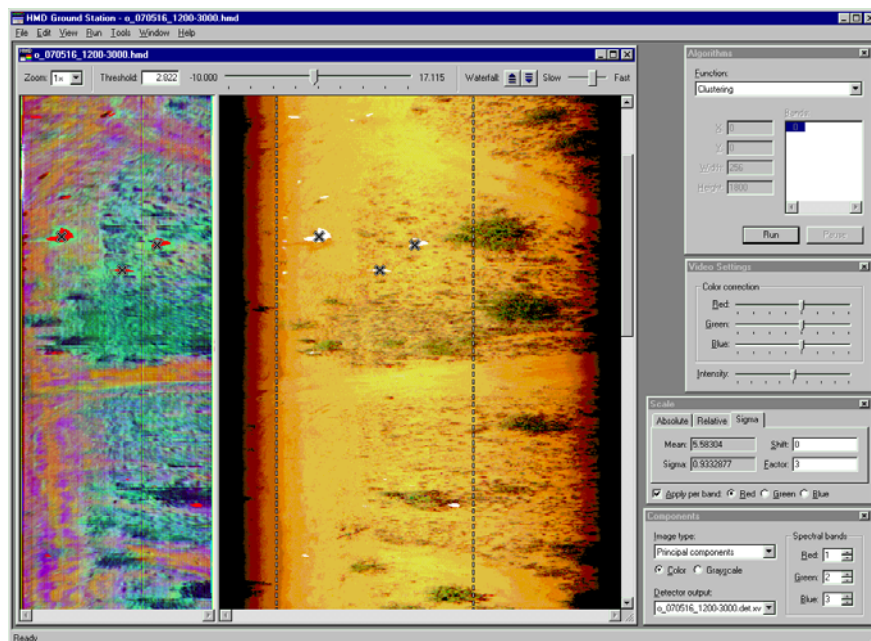 HMD Ground Station - o_070516_1200-3000.hmd
File Edit View Run Tools Window Help
o_070516_1200-3000.hmd
Zoom: 1x Threshold: 2.822 -10.000 17.115 Waterfall: Slow Fast
Algorithms
Function:
Clustering
Bands:
X: 0
0
Y: 0
Width: 256
Height: 1800
Run Pause
Video Settings
Color correction
Red:
Green:
Blue:
Intensity:
Scale
Absolute Relative Sigma
Mean: 5.58304 Shift: 0
Sigma: 0.9332877 Factor: 3
Apply per band: Red Green Blue
Components
Image type: Spectral bands
Principal components Red: 1
Color Grayscale
Green: 2
Detector output:
o_070516_1200-3000.det.xv Blue: 3
Ready